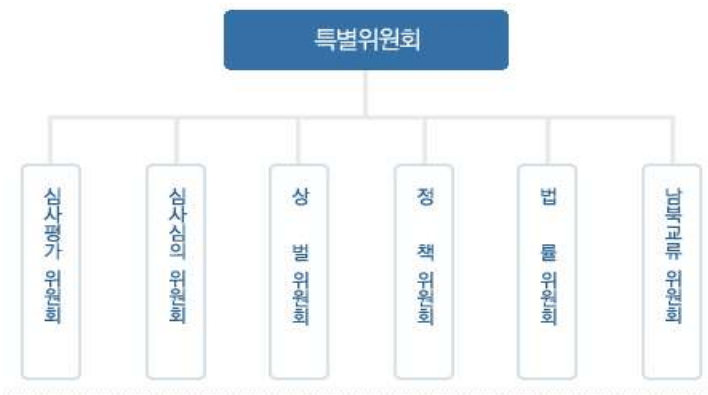 특별위원회
심사평가 위원회
심사심의 위원회
상 벌 위원회
정 책 위원회
법 률 위원회
남북교류 위원회